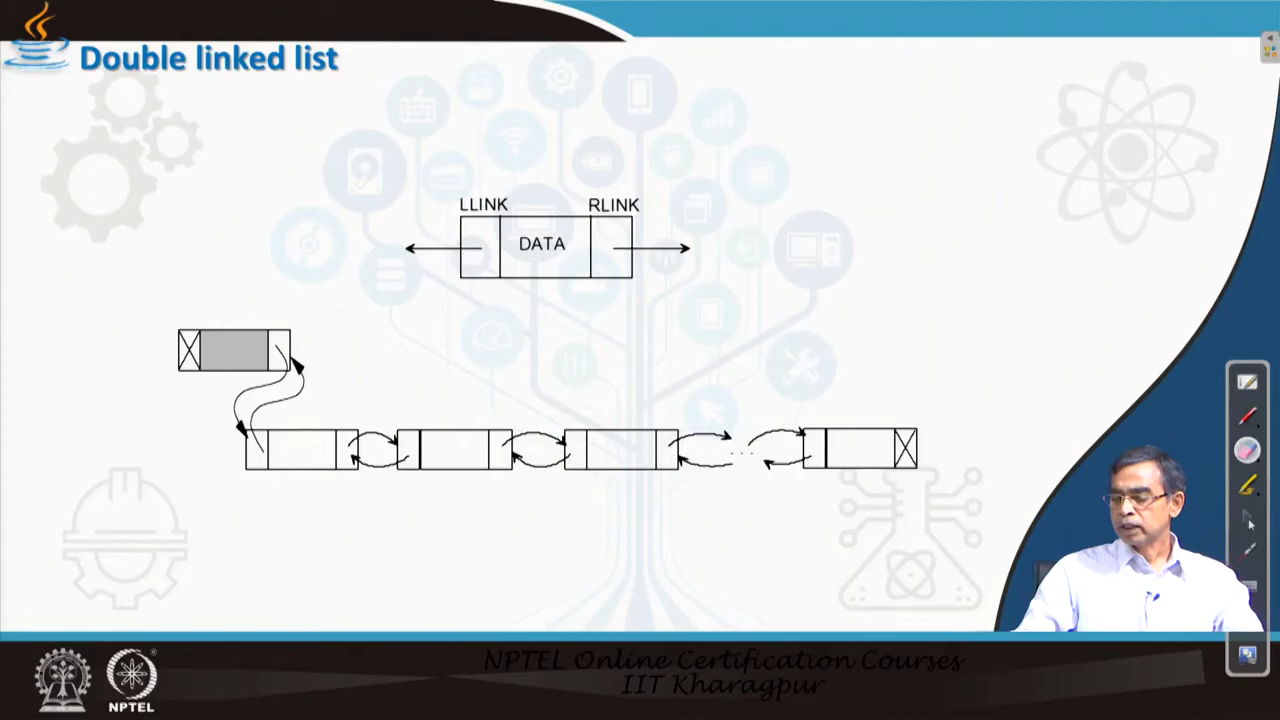 Double linked list
LLINK
RLINK
DATA
. . .
NPTEL Online Certification Courses
IIT Kharagpur
NPTEL